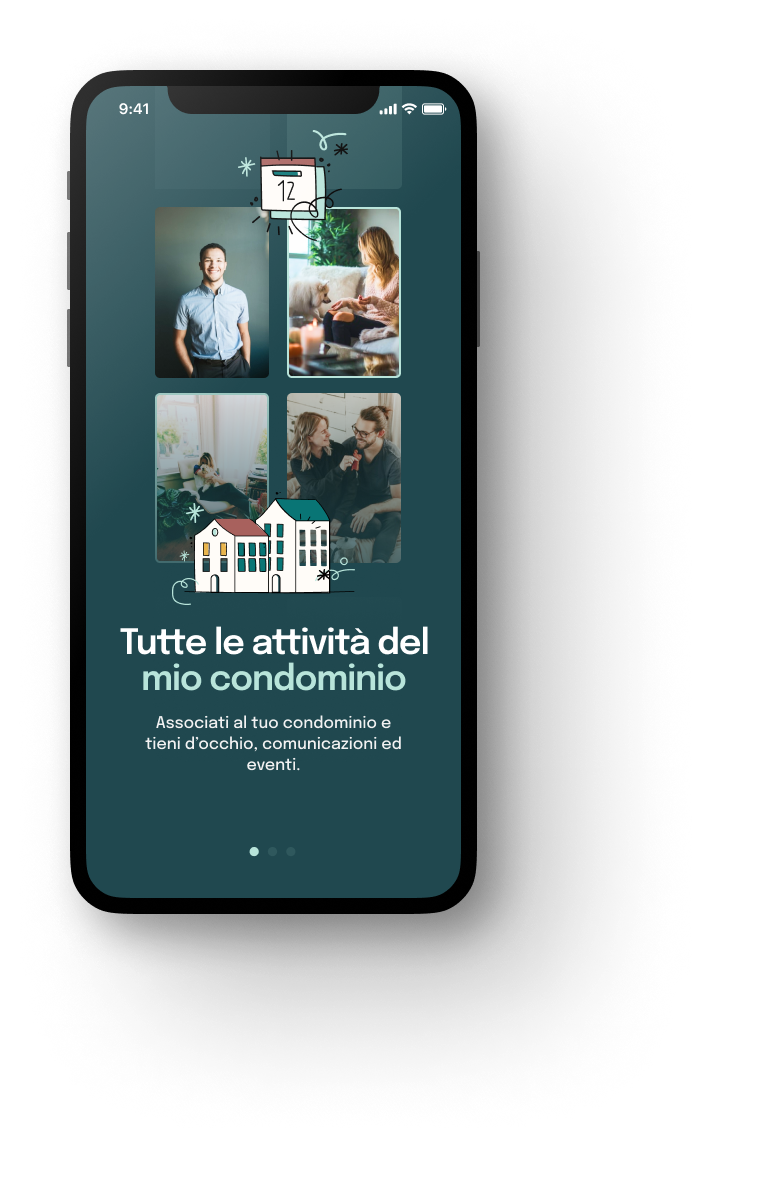 9:41
12
Tutte le attività del
mio condominio
Associati al tuo condominio e
tieni d’occhio, comunicazioni ed
eventi.